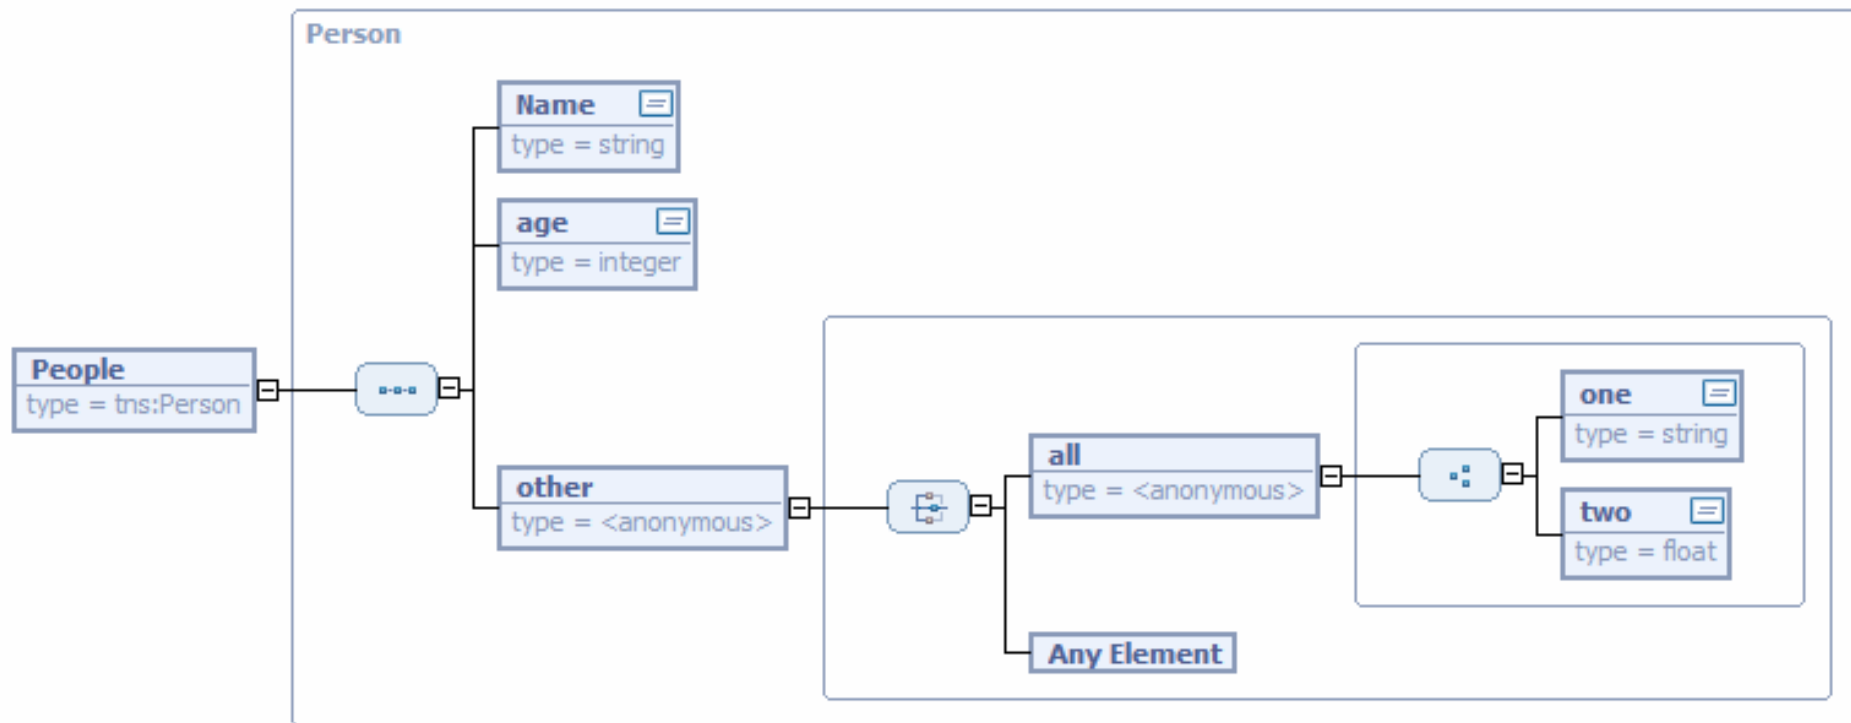 Person
Name
type = string
age
type = integer
People
type = tns:Person
other
type = <anonymous>
all
type = <anonymous>
one
type = string
two
type = float
Any Element